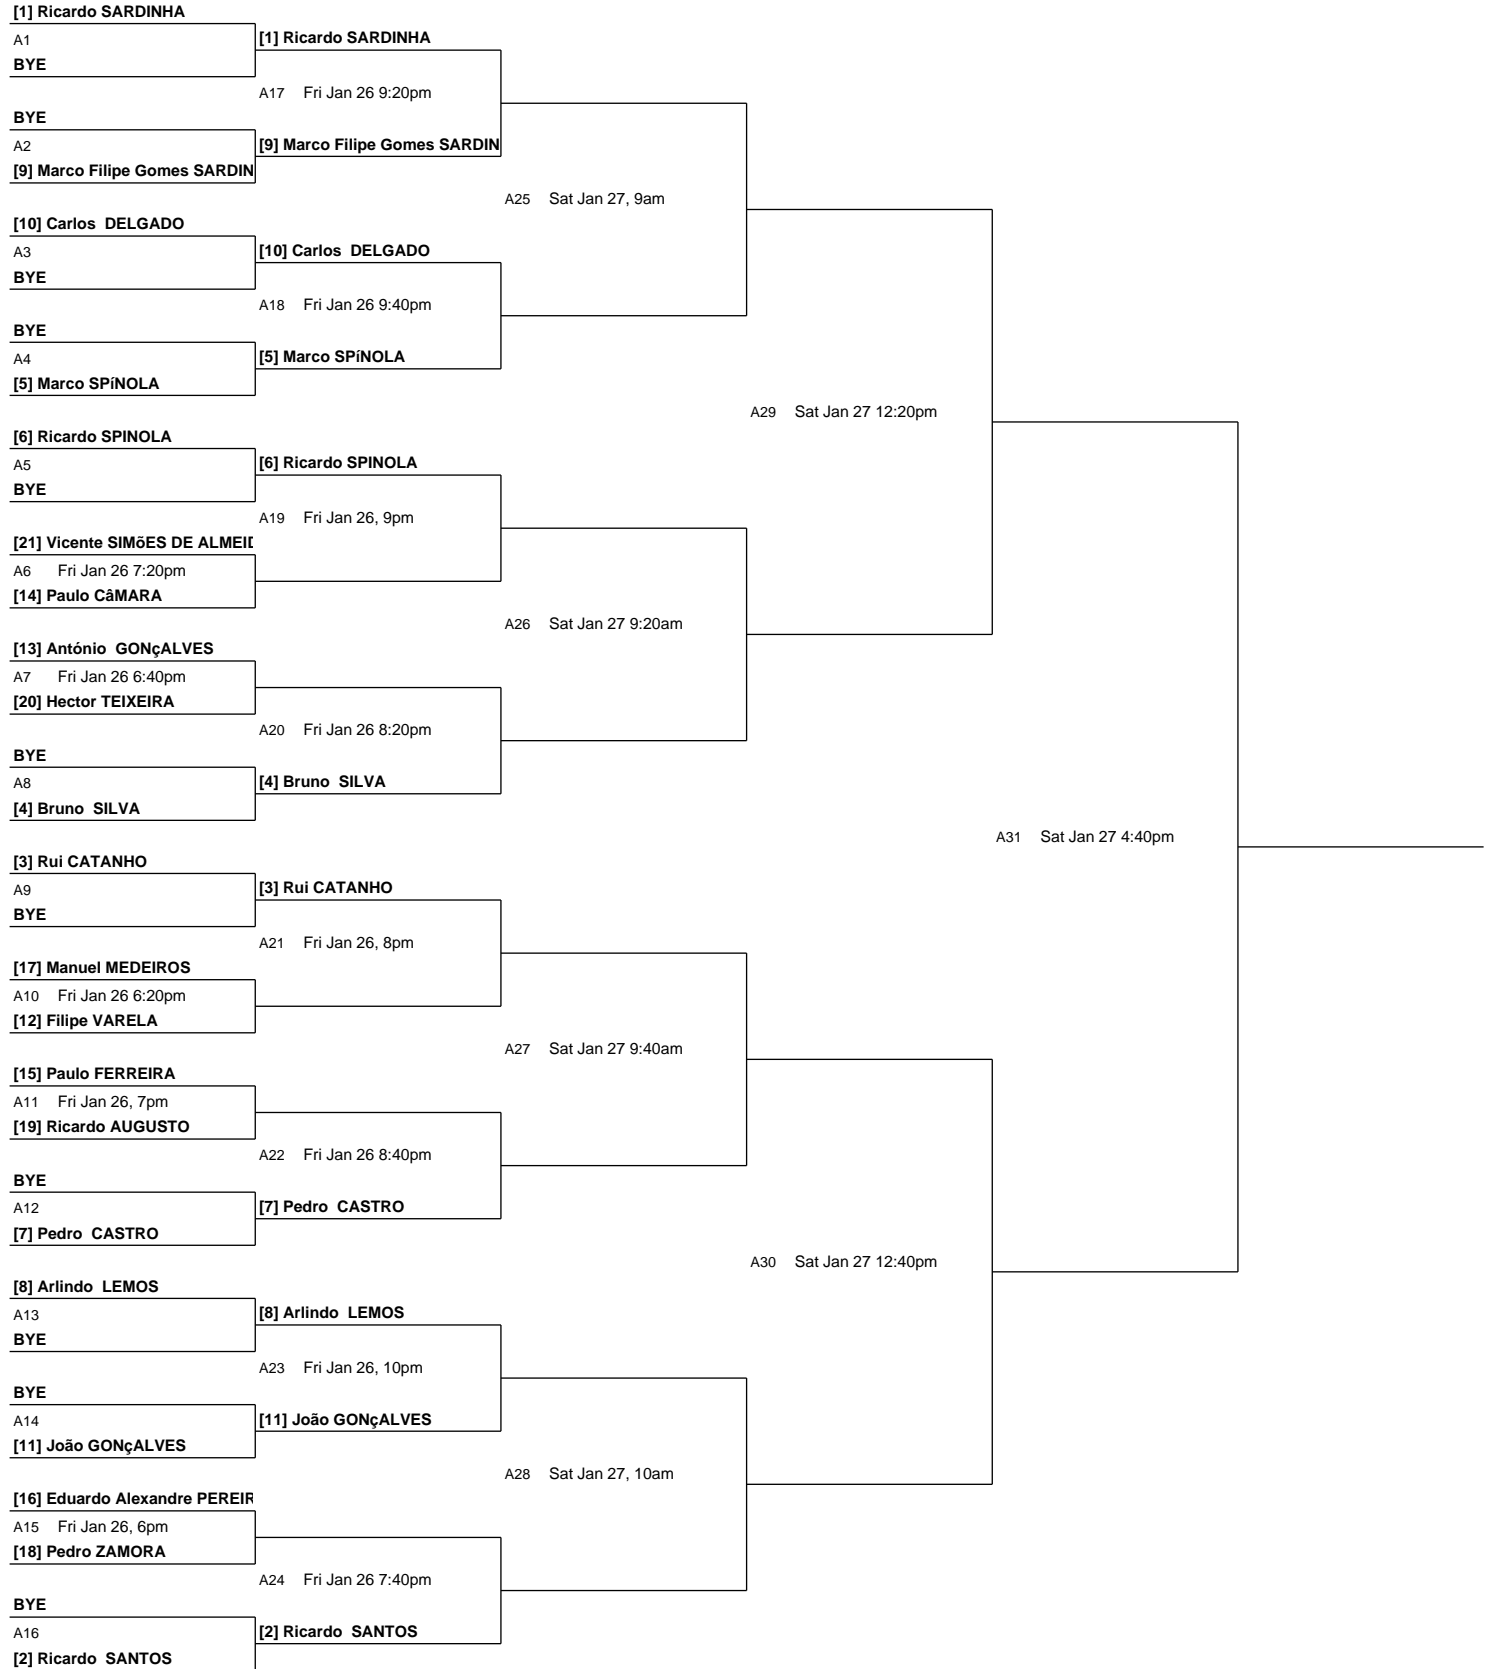 [1] Ricardo SARDINHA
A1
BYE
[1] Ricardo SARDINHA
A17 Fri Jan 26 9:20pm
BYE
A2
[9] Marco Filipe Gomes SARDIN
[9] Marco Filipe Gomes SARDIN
A25 Sat Jan 27, 9am
[10] Carlos DELGADO
A3
BYE
[10] Carlos DELGADO
A18 Fri Jan 26 9:40pm
BYE
A4
[5] Marco SPíNOLA
[5] Marco SPíNOLA
A29 Sat Jan 27 12:20pm
[6] Ricardo SPINOLA
A5
BYE
[6] Ricardo SPINOLA
A19 Fri Jan 26, 9pm
[21] Vicente SIMõES DE ALMEID
A6 Fri Jan 26 7:20pm
[14] Paulo CâMARA
A26 Sat Jan 27 9:20am
[13] António GONçALVES
A7 Fri Jan 26 6:40pm
[20] Hector TEIXEIRA
A20 Fri Jan 26 8:20pm
BYE
A8
[4] Bruno SILVA
[4] Bruno SILVA
A31 Sat Jan 27 4:40pm
[3] Rui CATANHO
A9
BYE
[3] Rui CATANHO
A21 Fri Jan 26, 8pm
[17] Manuel MEDEIROS
A10 Fri Jan 26 6:20pm
[12] Filipe VARELA
A27 Sat Jan 27 9:40am
[15] Paulo FERREIRA
A11 Fri Jan 26, 7pm
[19] Ricardo AUGUSTO
A22 Fri Jan 26 8:40pm
BYE
A12
[7] Pedro CASTRO
[7] Pedro CASTRO
A30 Sat Jan 27 12:40pm
[8] Arlindo LEMOS
A13
BYE
[8] Arlindo LEMOS
A23 Fri Jan 26, 10pm
BYE
A14
[11] João GONçALVES
[11] João GONçALVES
A28 Sat Jan 27, 10am
[16] Eduardo Alexandre PEREIR
A15 Fri Jan 26, 6pm
[18] Pedro ZAMORA
A24 Fri Jan 26 7:40pm
BYE
A16
[2] Ricardo SANTOS
[2] Ricardo SANTOS